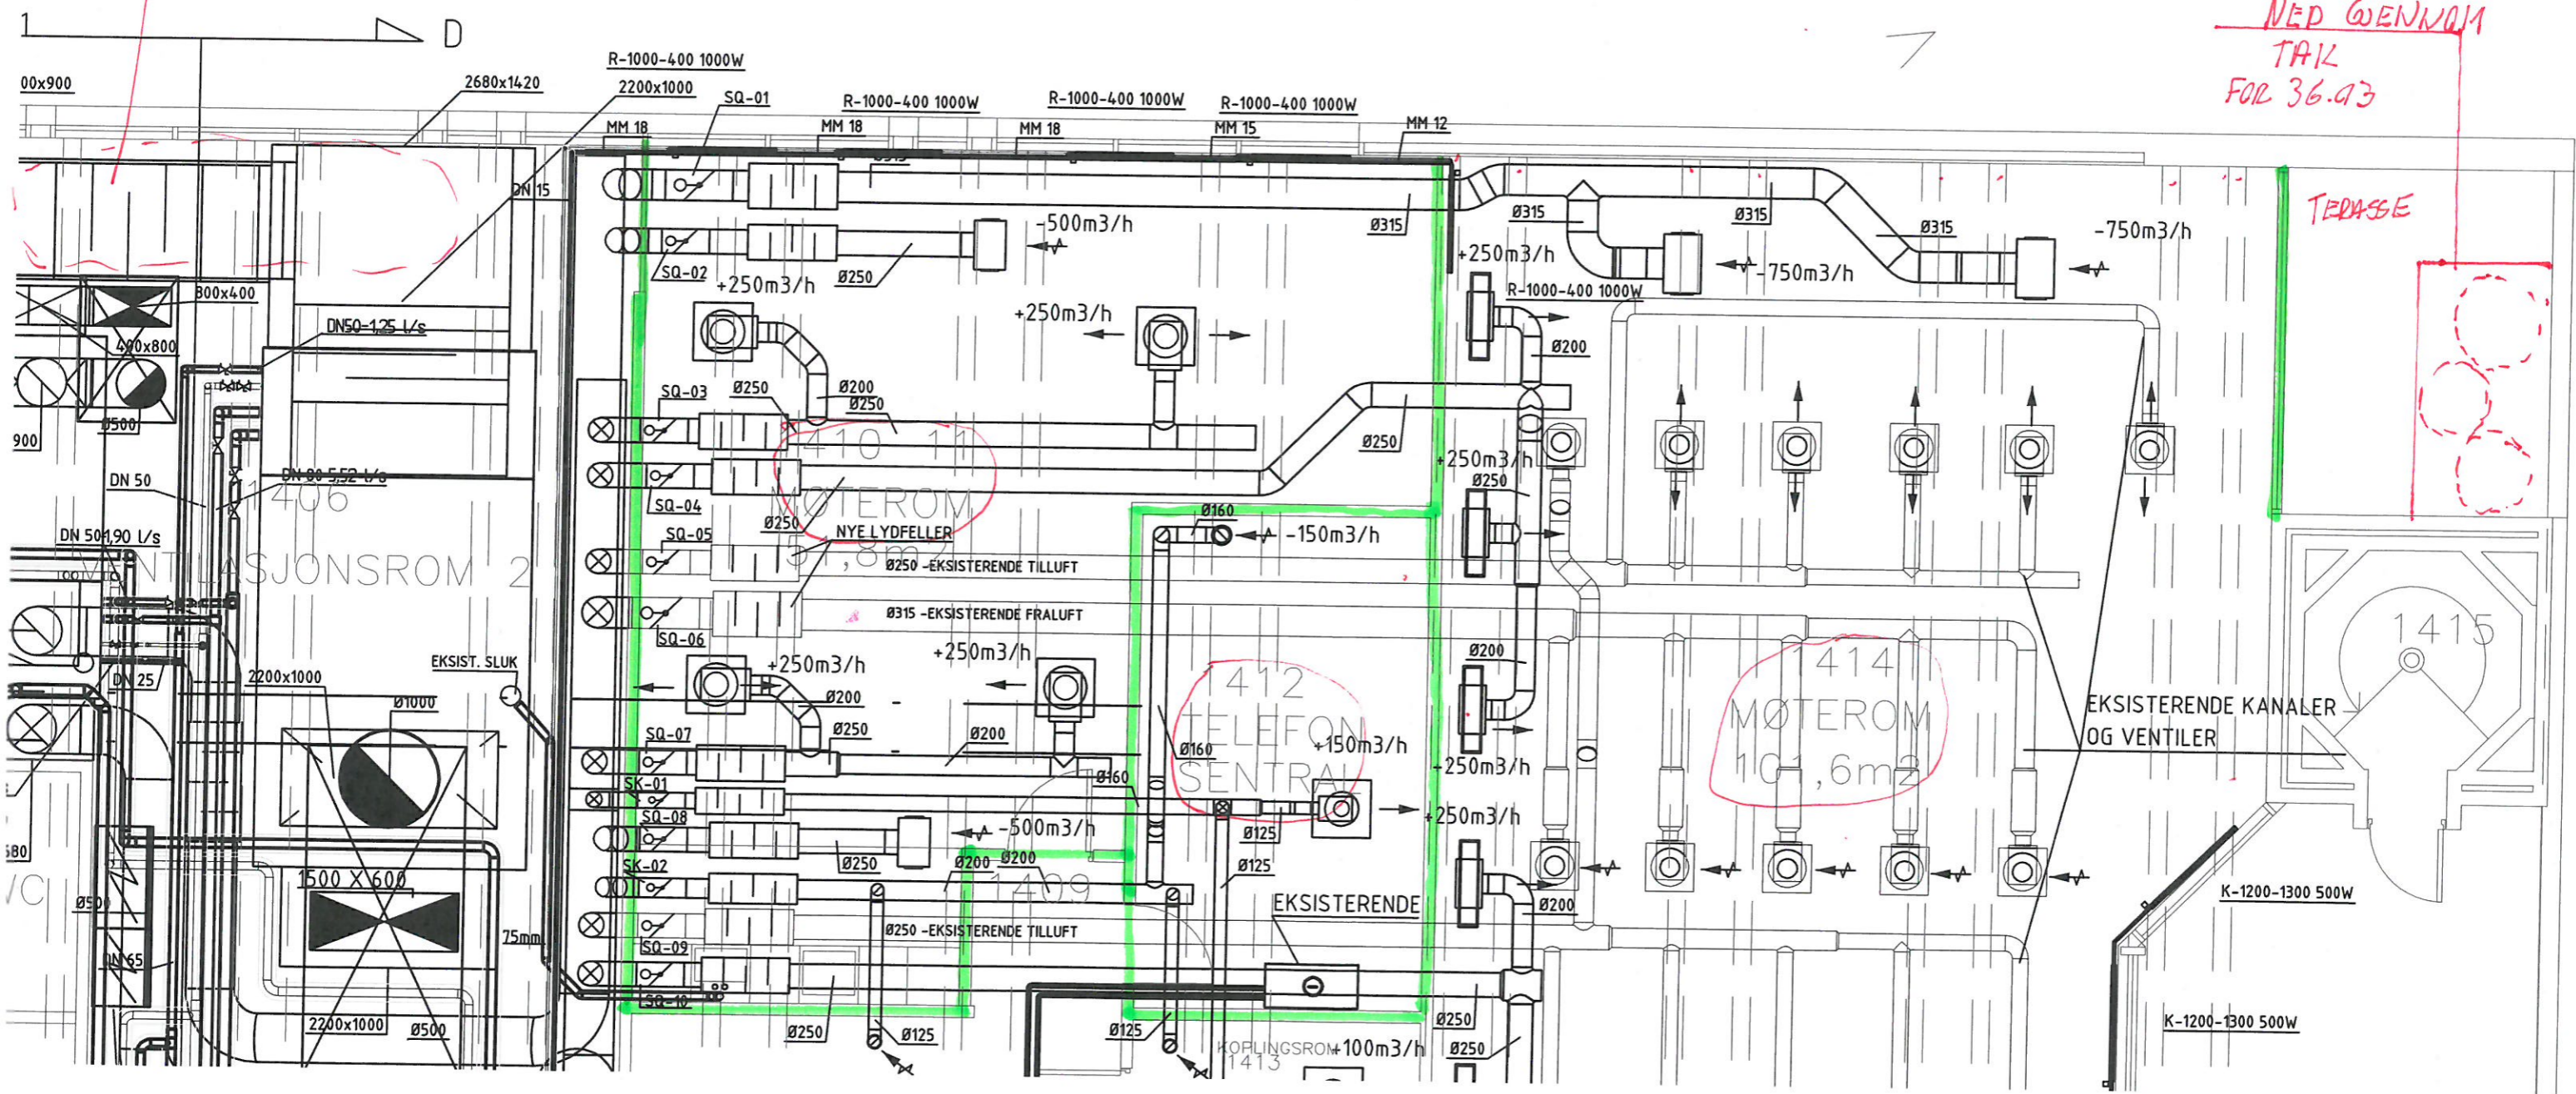 1
D
NED GJENNOM
TAK
FOR 36.03
00x900
2680x1420
R-1000-400 1000W
2200x1000
SQ-01
R-1000-400 1000W
R-1000-400 1000W
R-1000-400 1000W
MM 18
MM 18
MM 18
MM 15
MM 12
DN 15
Ø315
-500m3/h
SQ-02
Ø250
+250m3/h
Ø315
+250m3/h
Ø315
Ø315
Ø315
-750m3/h
-750m3/h
TERASSE
R-1000-400 1000W
800x400
DN50-1,25 l/s
400x800
+250m3/h
Ø200
SQ-03
Ø250
Ø200
Ø250
900
Ø500
Ø250
1410 11
MØTEROM
DN 50
DN 80 5,52 l/s
1406
SQ-04
Ø250
+250m3/h
Ø250
Ø160
DN 50 1,90 l/s
SQ-05
NYE LYDFELLER
-150m3/h
VENTILASJONSROM 2
51,8m2
Ø250 -EKSISTERENDE TILLUFT
Ø315 -EKSISTERENDE FRALUFT
SQ-06
1415
EKSIST. SLUK
+250m3/h
+250m3/h
Ø200
DN 25
2200x1000
Ø1000
Ø200
1412
TELEFON
SENTRAL
1414
MØTEROM
101,6m2
EKSISTERENDE KANALER
OG VENTILER
SQ-07
Ø250
Ø200
Ø160
+150m3/h
+250m3/h
SK-01
Ø160
SQ-08
-500m3/h
+250m3/h
Ø125
680
SK-02
Ø250
Ø200
Ø200
Ø125
1500 X 600
1409
VC
Ø500
EKSISTERENDE
Ø200
K-1200-1300 500W
75mm
Ø250 -EKSISTERENDE TILLUFT
SQ-09
DN 65
SQ-10
2200x1000
Ø500
Ø250
Ø125
Ø125
Ø250
K-1200-1300 500W
KOPLINGSROM
1413
+100m3/h
Ø250